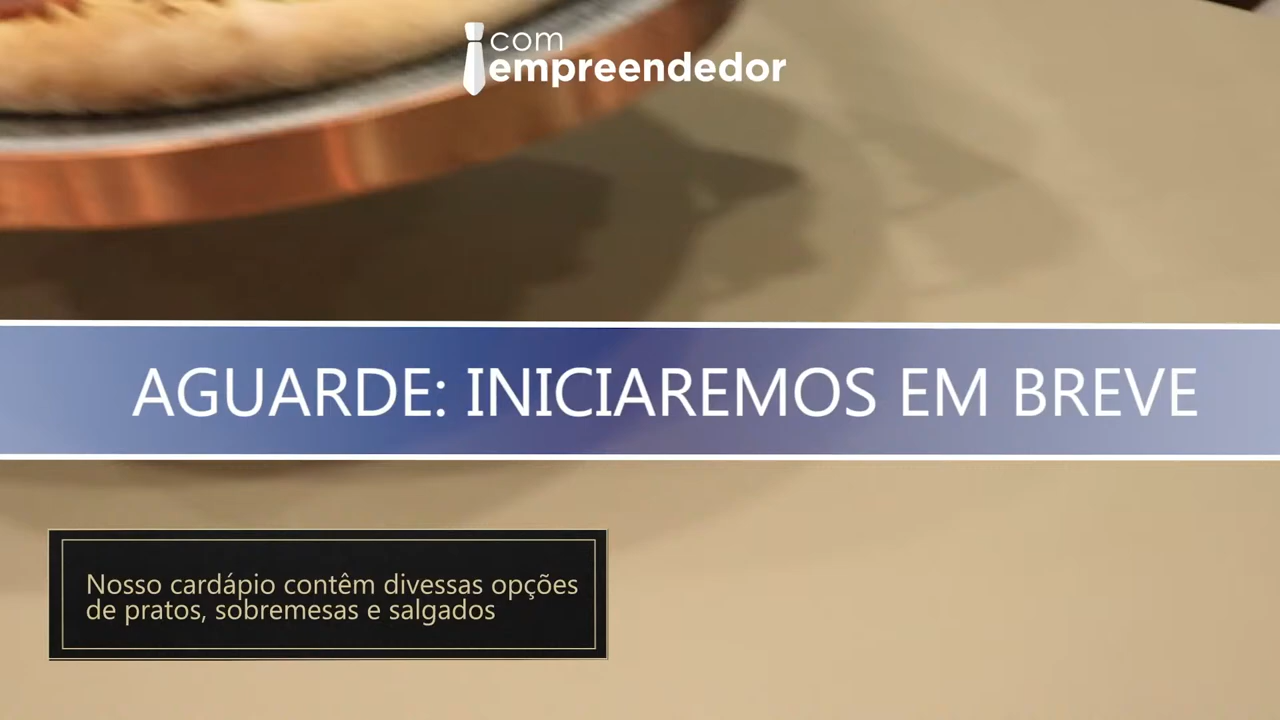 com
empreendedor
AGUARDE: INICIAREMOS EM BREVE
Nosso cardápio contêm divessas opções
de pratos, sobremesas e salgados